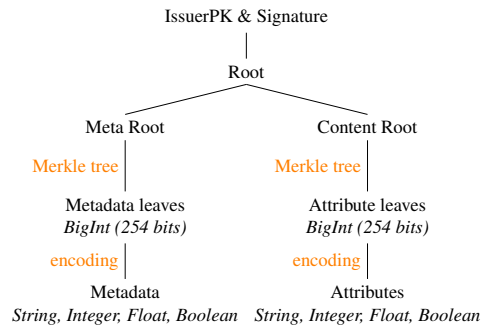 IssuerPK & Signature
Root
Meta Root
Content Root
Merkle tree
Merkle tree
Metadata leaves
BigInt (254 bits)
Attribute leaves
BigInt (254 bits)
encoding
encoding
Metadata
String, Integer, Float, Boolean
Attributes
String, Integer, Float, Boolean